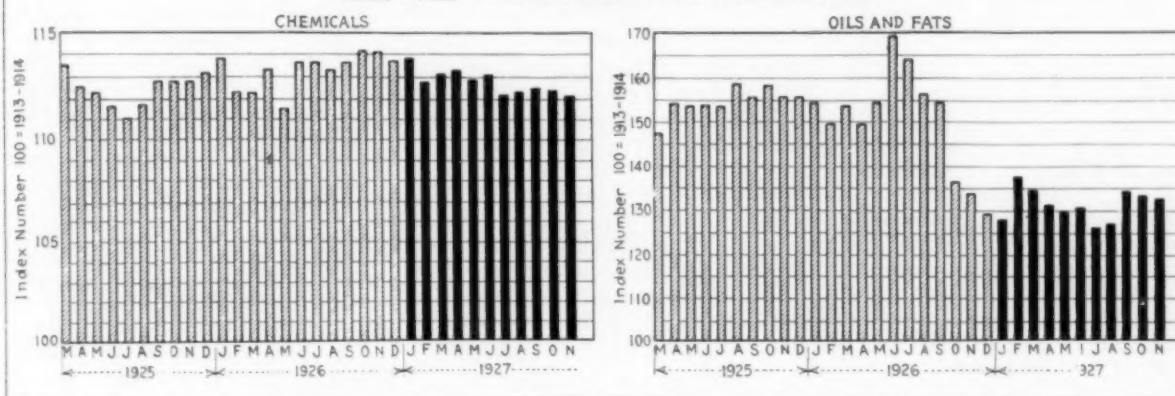 CHEMICALS
Index Number 100 = 1913-1914
115
110
105
100
M A M J J A S O N D J F M A M J J A S O N D J F M A M J J A S O N
1925 1926 1927
OILS AND FATS
Index Number 100 = 1913-1914
170
160
150
140
130
120
110
100
M A M J J A S O N D J F M A M J J A S O N D J F M A M J J A S O N
1925 1926 927